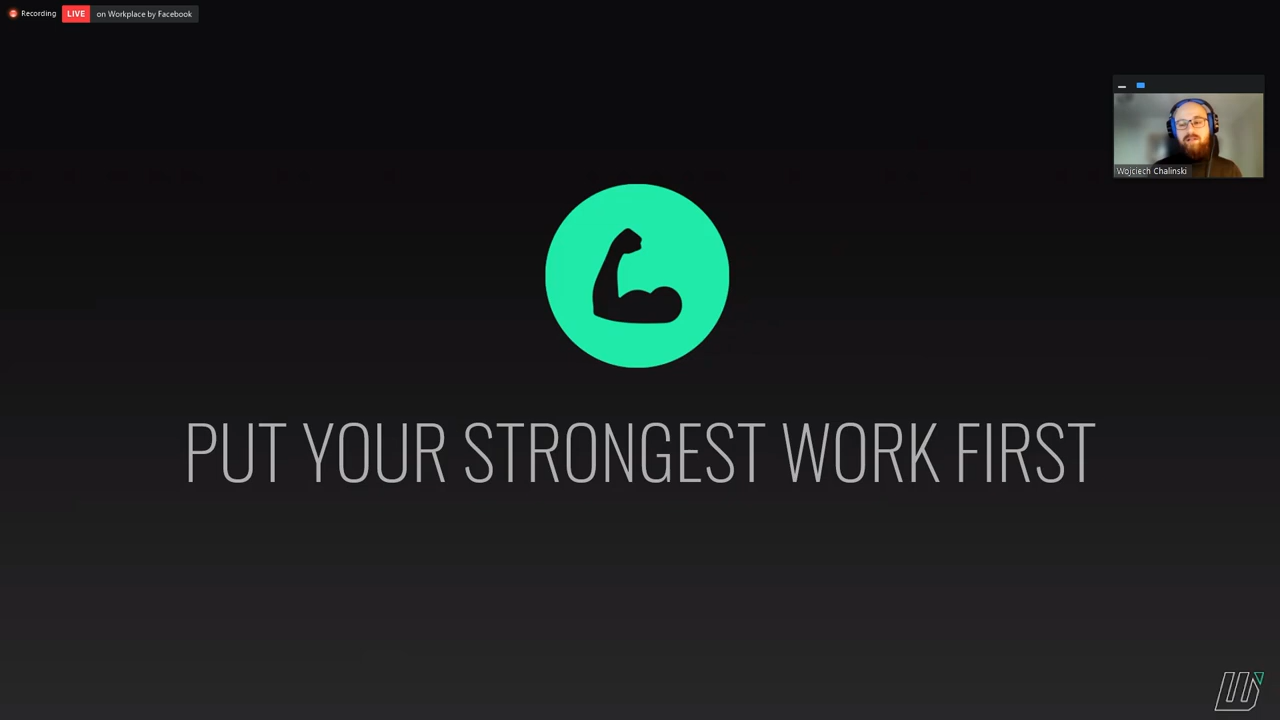 Recording
LIVE on Workplace by Facebook
Wojciech Chalinski
PUT YOUR STRONGEST WORK FIRST